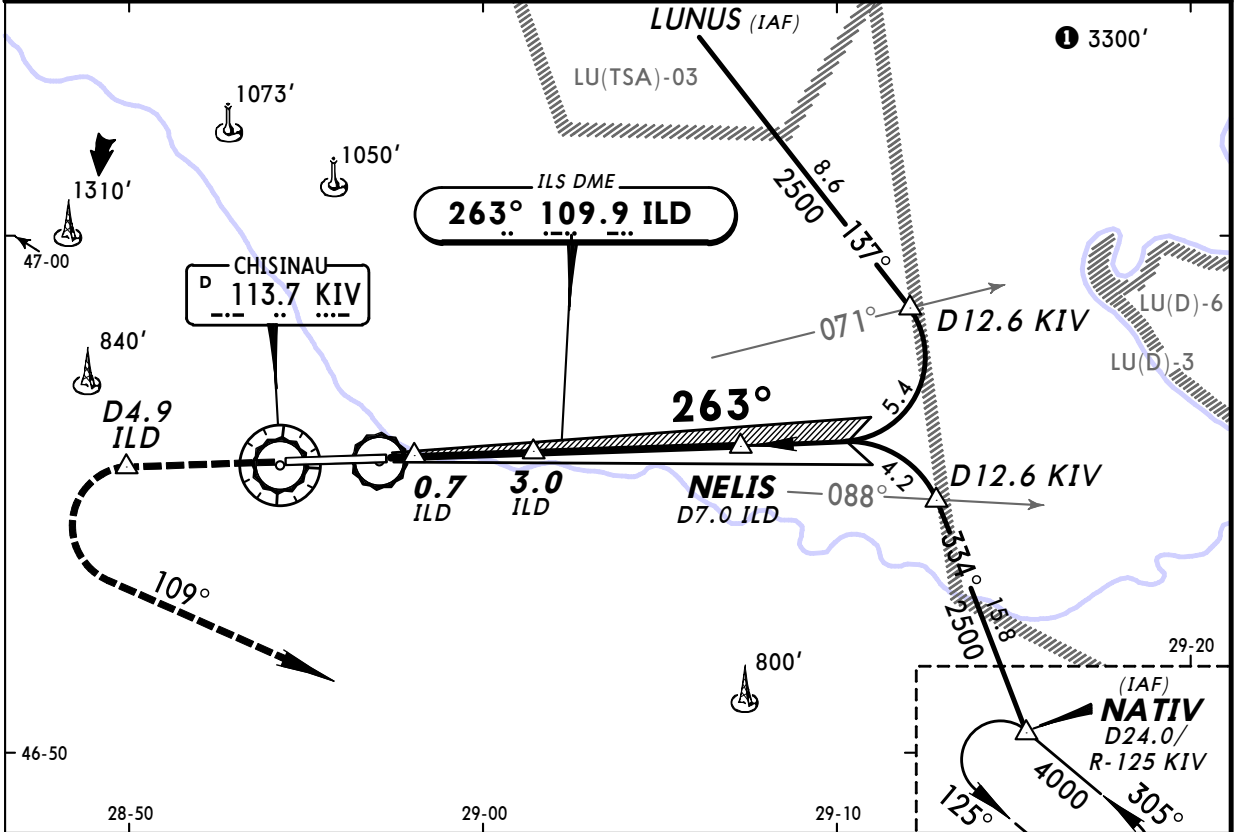 LUNUS (IAF)
❶ 3300'
LU(TSA)-03
1073'
1050'
1310'
8.6
2500
137°
ILS DME
263° 109.9 ILD
47-00
CHISINAU
D 113.7 KIV
LU(D)-6
071°
D12.6 KIV
LU(D)-3
840'
5.4
263°
D4.9
ILD
0.7
ILD
3.0
ILD
NELIS
D7.0 ILD
4.2
088°
D12.6 KIV
334°
109°
15.8
2500
29-20
800'
(IAF)
NATIV
D24.0/
R-125 KIV
46-50
4000
125°
305°
28-50
29-00
29-10